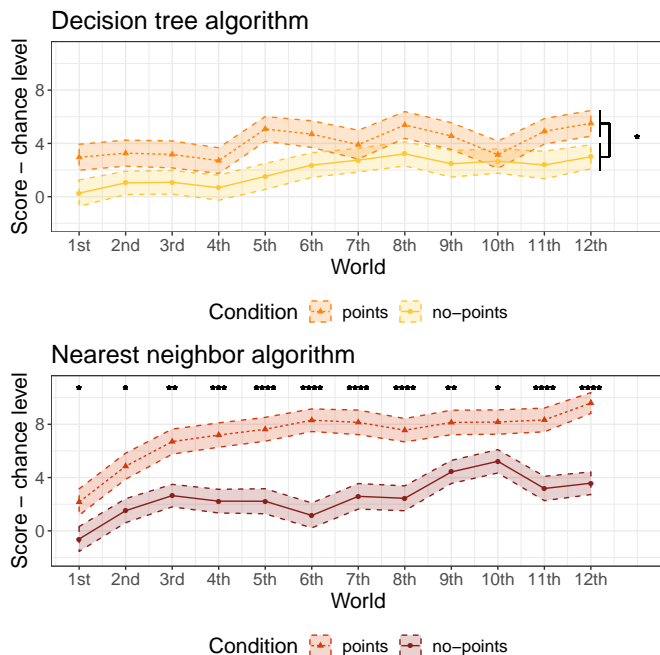 Decision tree algorithm
Score − chance level
8
4
0
1st 2nd 3rd 4th 5th 6th 7th 8th 9th 10th 11th 12th
*
World
Condition points no−points
Nearest neighbor algorithm
Score − chance level
* * ** *** **** **** **** **** ** * **** ****
8
4
0
1st 2nd 3rd 4th 5th 6th 7th 8th 9th 10th 11th 12th
World
Condition points no−points